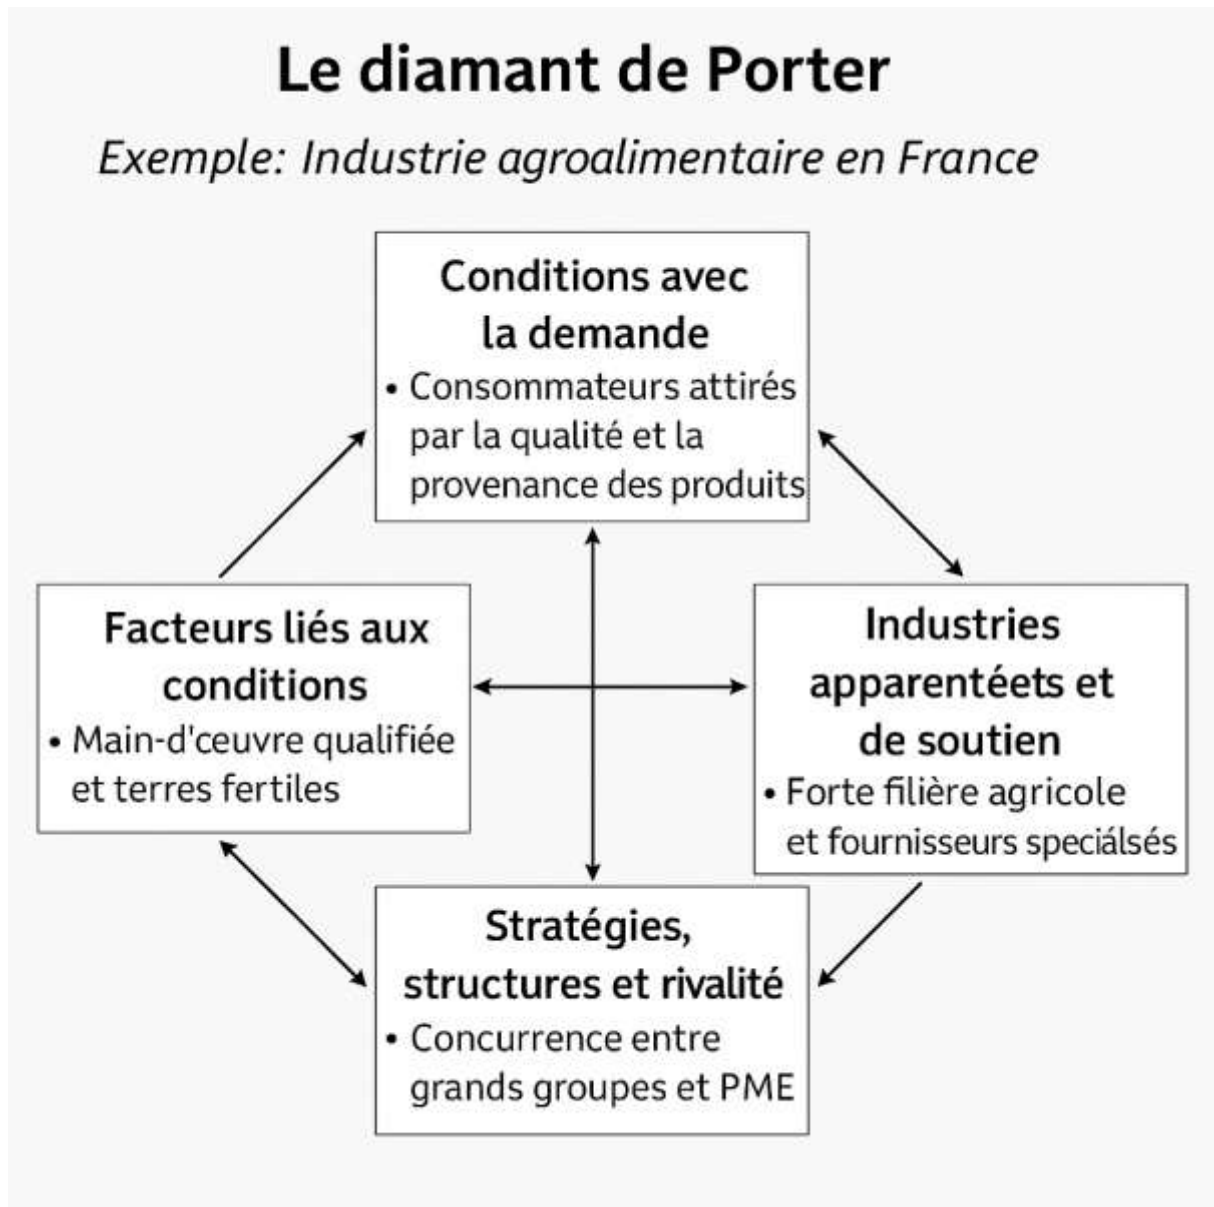 Le diamant de Porter
Exemple: Industrie agroalimentaire en France
Conditions avec
la demande
• Consommateurs attirés
par la qualité et la
provenance des produits
Facteurs liés aux
conditions
• Main-d'œuvre qualifiée
et terres fertiles
Industries
apparentéets et
de soutien
• Forte filière agricole
et fournisseurs speciálsés
Stratégies,
structures et rivalité
• Concurrence entre
grands groupes et PME